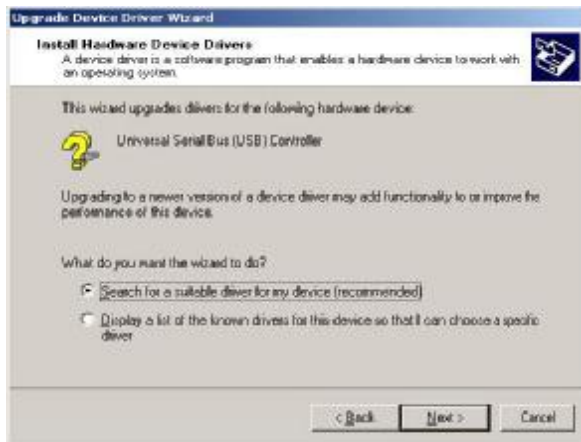 Upgrade Device Driver Wizard
Install Hardware Device Drivers
A device driver is a software program that enables a hardware device to work with
an operating system.
This wizard upgrades drivers for the following hardware device:
Universal Serial Bus (USB) Controller
Upgrading to a newer version of a device driver may add functionality to or improve the
performance of this device.
What do you want the wizard to do?
Search for a suitable driver for my device (recommended)
Display a list of the known drivers for this device so that I can choose a specific
driver
< Back
Next >
Cancel